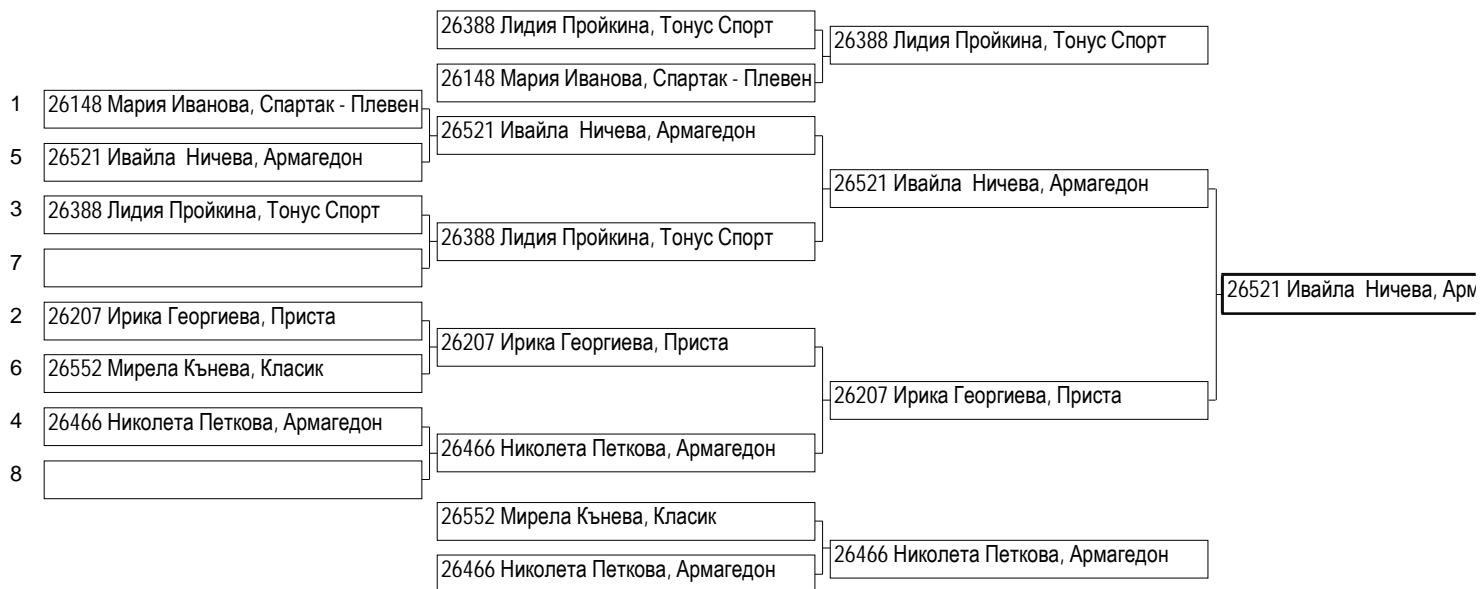 26388 Лидия Пройкина, Тонус Спорт
26388 Лидия Пройкина, Тонус Спорт
26148 Мария Иванова, Спартак - Плевен
1 26148 Мария Иванова, Спартак - Плевен
26521 Ивайла  Ничева, Армагедон
5 26521 Ивайла  Ничева, Армагедон
26521 Ивайла  Ничева, Армагедон
3 26388 Лидия Пройкина, Тонус Спорт
26388 Лидия Пройкина, Тонус Спорт
7
26521 Ивайла  Ничева, Арм
2 26207 Ирика Георгиева, Приста
26207 Ирика Георгиева, Приста
6 26552 Мирела Кънева, Класик
26207 Ирика Георгиева, Приста
4 26466 Николета Петкова, Армагедон
26466 Николета Петкова, Армагедон
8
26552 Мирела Кънева, Класик
26466 Николета Петкова, Армагедон
26466 Николета Петкова, Армагедон